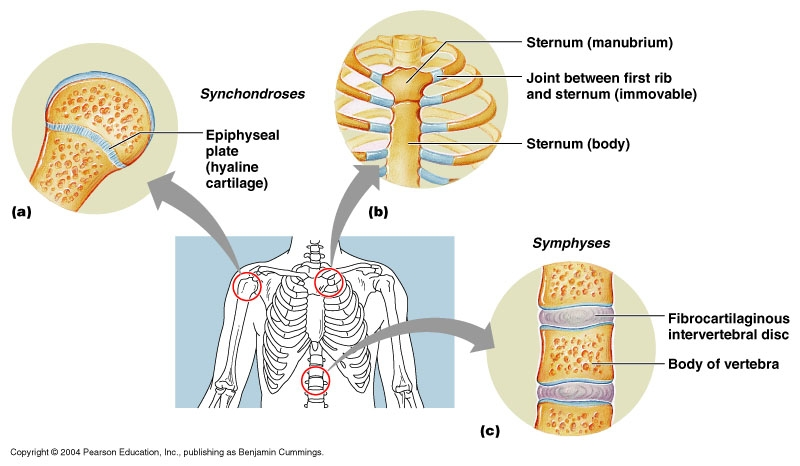 Synchondroses
Epiphyseal
plate
(hyaline
cartilage)
(a)
Sternum (manubrium)
Joint between first rib
and sternum (immovable)
Sternum (body)
(b)
Symphyses
Fibrocartilaginous
intervertebral disc
Body of vertebra
(c)
Copyright © 2004 Pearson Education, Inc., publishing as Benjamin Cummings.